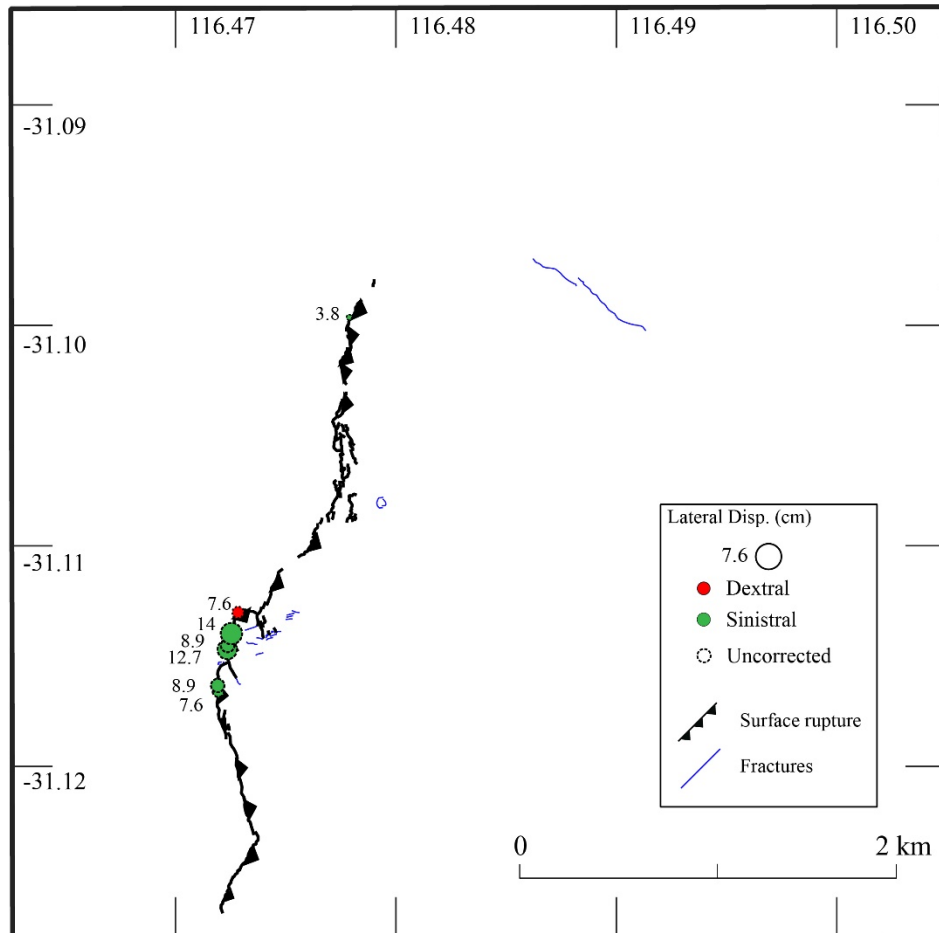 116.47 116.48 116.49 116.50
-31.09
3.8
-31.10
Lateral Disp. (cm)
7.6
-31.11
Dextral
7.6
Sinistral
14
8.9
12.7
Uncorrected
8.9
7.6
Surface rupture
Fractures
-31.12
0 2 km